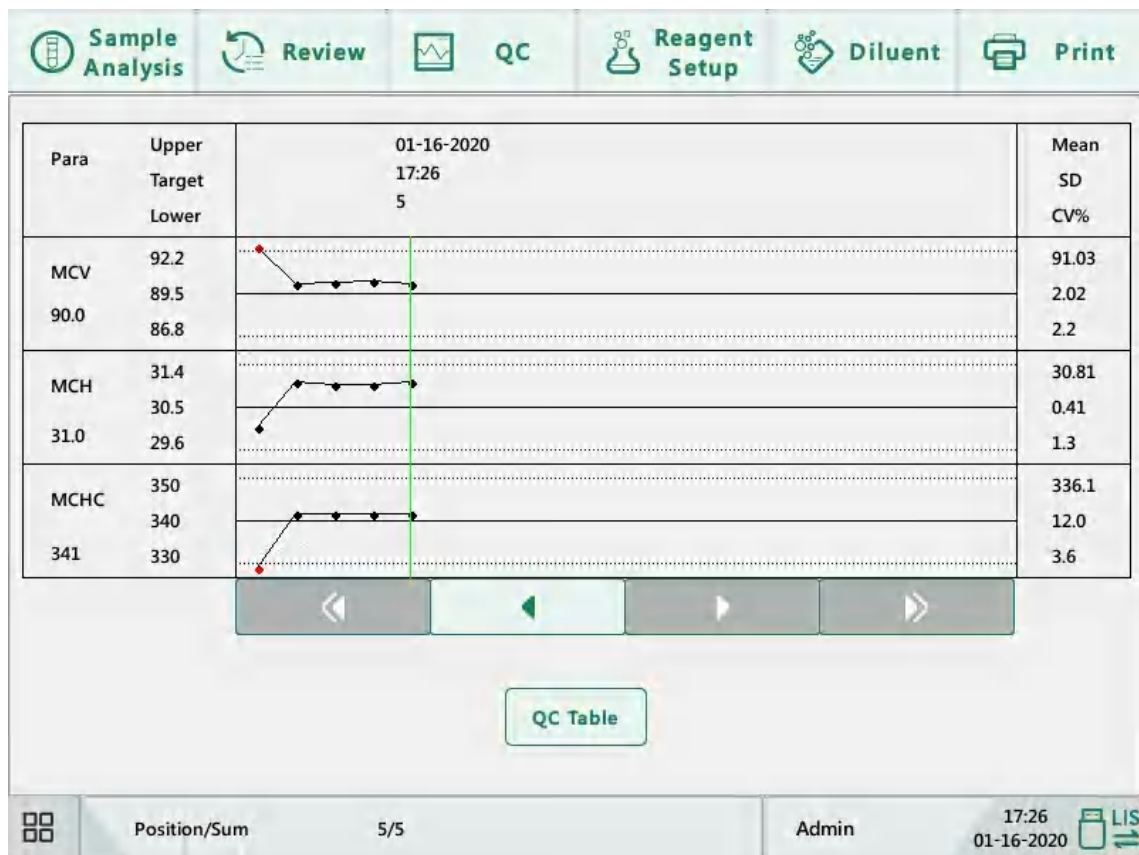 Sample Analysis
Review
QC
Reagent Setup
Diluent
Print
Para
Upper
Target
Lower
01-16-2020
17:26
5
Mean
SD
CV%
MCV
90.0
92.2
89.5
86.8
91.03
2.02
2.2
MCH
31.0
31.4
30.5
29.6
30.81
0.41
1.3
MCHC
341
350
340
330
336.1
12.0
3.6
QC Table
Position/Sum 5/5
Admin
17:26
01-16-2020
LIS